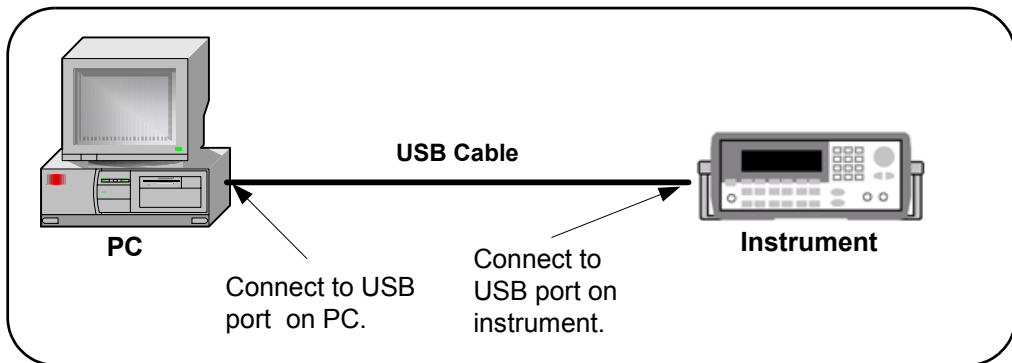 USB Cable
PC
Instrument
Connect to USB
port on PC.
Connect to
USB port on
instrument.